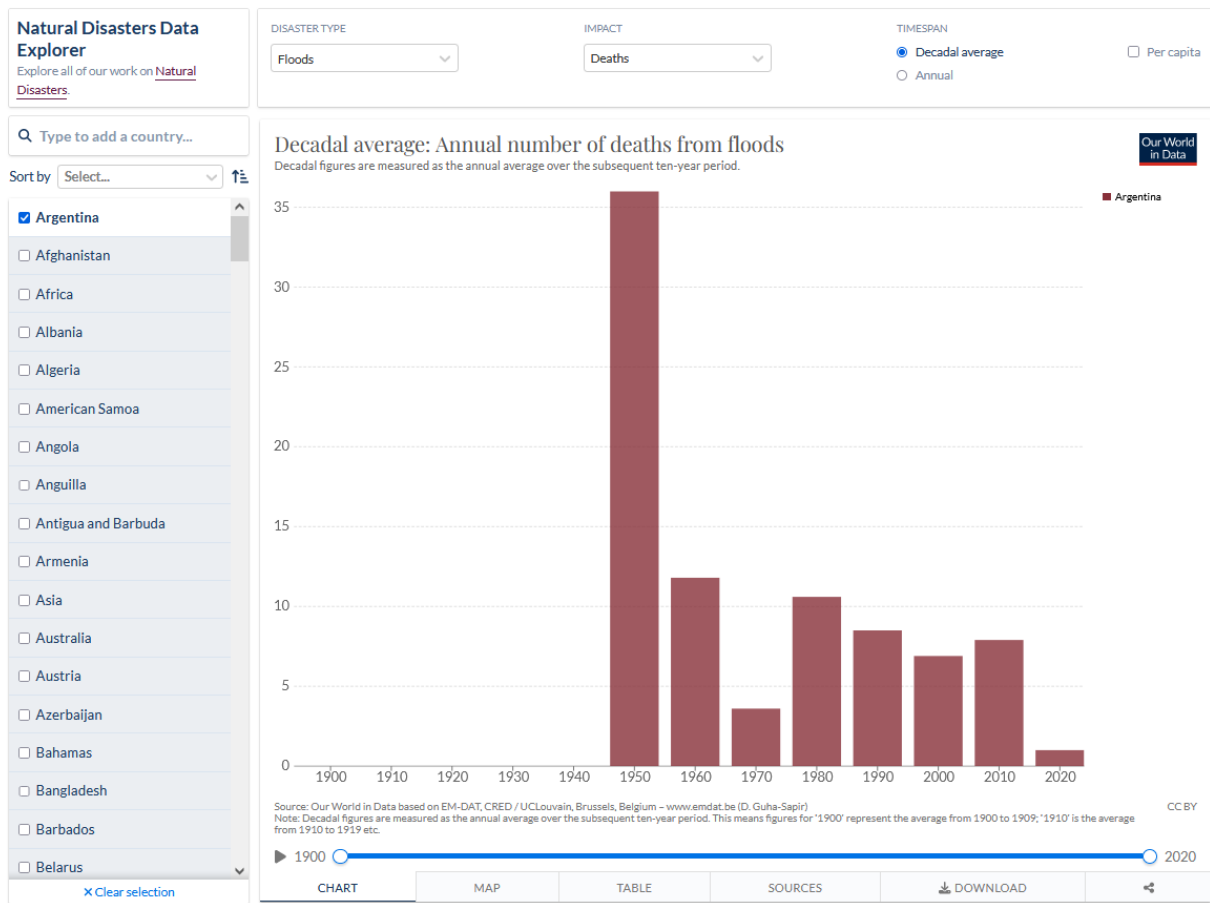 Natural Disasters Data
Explorer
Explore all of our work on Natural
Disasters.
DISASTER TYPE
Floods
IMPACT
Deaths
TIMESPAN
Decadal average
Annual
Per capita
Type to add a country...
Sort by Select...
Argentina
Afghanistan
Africa
Albania
Algeria
American Samoa
Angola
Anguilla
Antigua and Barbuda
Armenia
Asia
Australia
Austria
Azerbaijan
Bahamas
Bangladesh
Barbados
Belarus
× Clear selection
Decadal average: Annual number of deaths from floods
Decadal figures are measured as the annual average over the subsequent ten-year period.
Our World
in Data
Argentina
35
30
25
20
15
10
5
0
1900 1910 1920 1930 1940 1950 1960 1970 1980 1990 2000 2010 2020
Source: Our World in Data based on EM-DAT, CRED / UCLouvain, Brussels, Belgium – www.emdat.be (D. Guha-Sapir)
CC BY
Note: Decadal figures are measured as the annual average over the subsequent ten-year period. This means figures for '1900' represent the average from 1900 to 1909; '1910' is the average
from 1910 to 1919 etc.
1900 2020
CHART MAP TABLE SOURCES DOWNLOAD